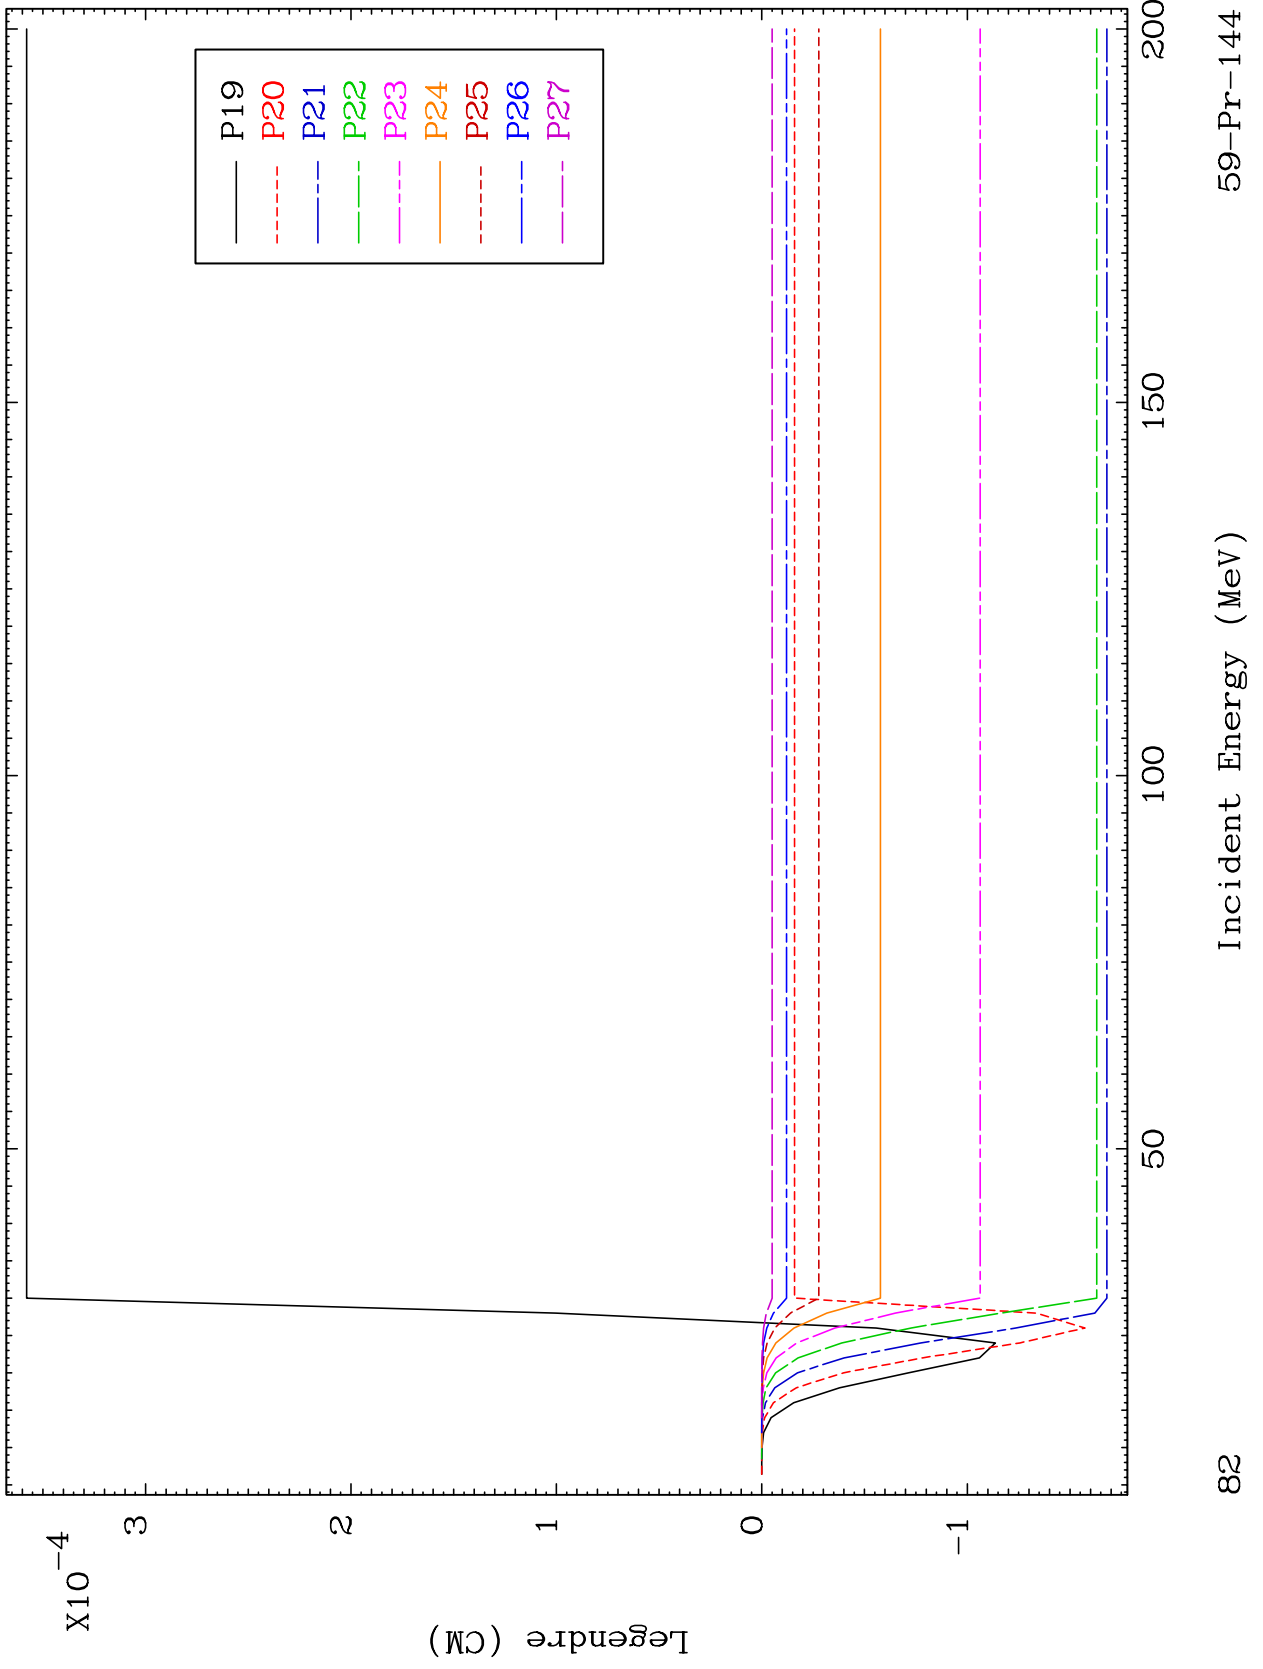 X10-4
3
2
1
0
-1
Legendre (CM)
P19
P20
P21
P22
P23
P24
P25
P26
P27
50
100
150
200
Incident Energy (MeV)
82
59-Pr-144